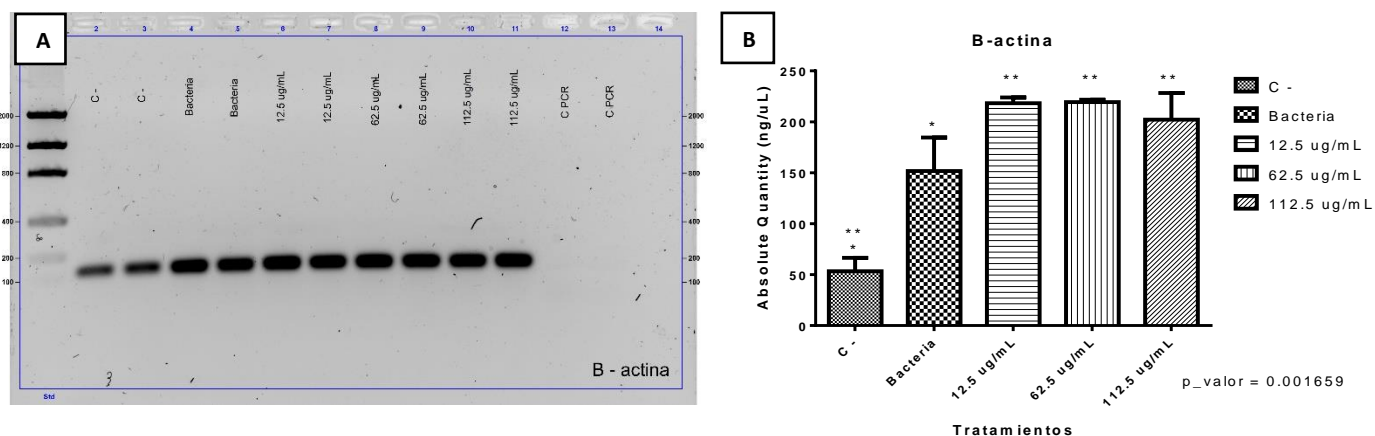 A
2 3 4 5 6 7 8 9 10 11 12 13 14
C -
C -
Bacteria
Bacteria
12.5 ug/mL
12.5 ug/mL
62.5 ug/mL
62.5 ug/mL
112.5 ug/mL
112.5 ug/mL
C PCR
C PCR
2000 2000
1200 1200
800 800
400 400
200 200
100 100
B - actina
Std
B
B-actina
Absolute Quantity (ng/uL)
250
200
150
100
50
0
**
*
*
**
**
**
C -
Bacteria
12.5 ug/mL
62.5 ug/mL
112.5 ug/mL
Tratamientos
C -
Bacteria
12.5 ug/mL
62.5 ug/mL
112.5 ug/mL
p_valor = 0.001659